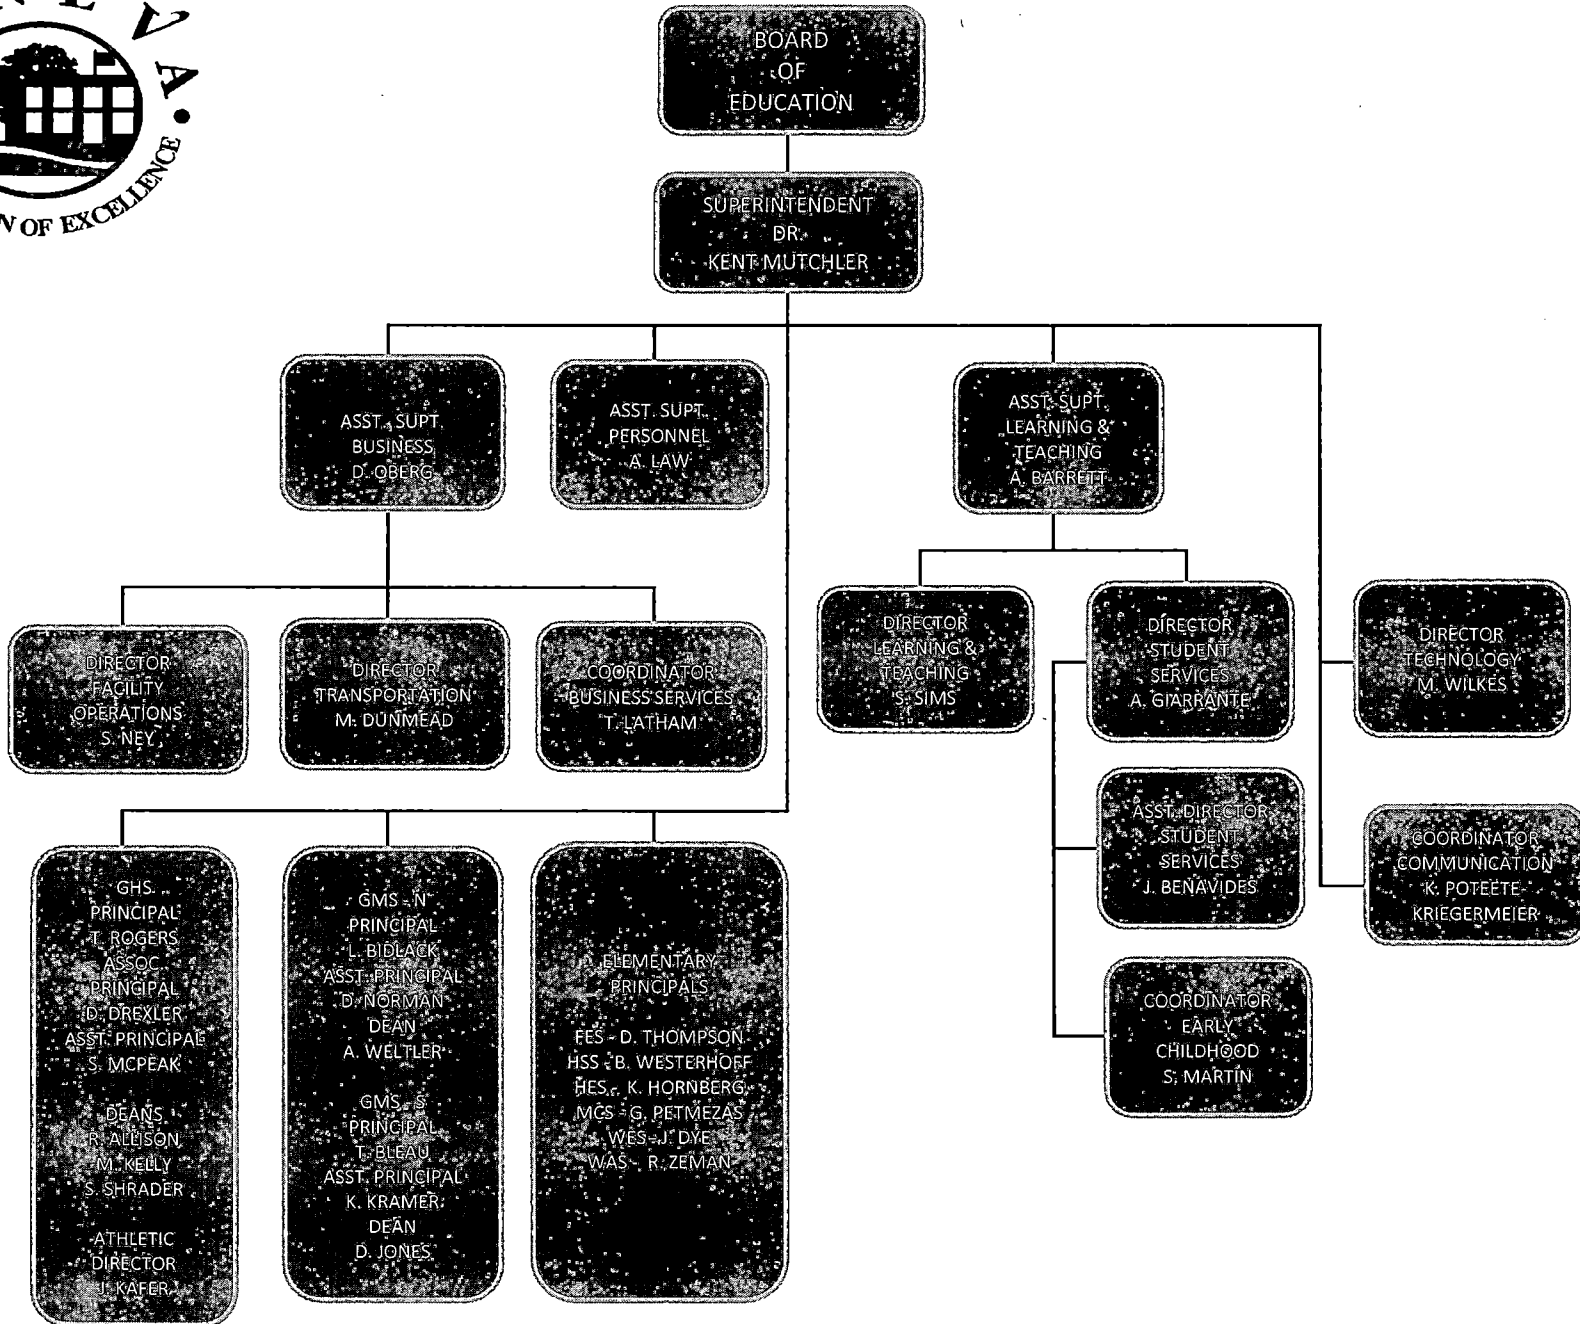 NEVA•
N OF EXCELLENCE
BOARD
OF
EDUCATION
SUPERINTENDENT
DR.
KENT MUTCHLER
ASST. SUPT.
BUSINESS
D. OBERG
ASST. SUPT.
PERSONNEL
A. LAW
ASST. SUPT.
LEARNING &
TEACHING
A. BARRETT
DIRECTOR
FACILITY
OPERATIONS
S. NEY
DIRECTOR
TRANSPORTATION
M. DUNMEAD
COORDINATOR
BUSINESS SERVICES
T. LATHAM
DIRECTOR
LEARNING &
TEACHING
S. SIMS
DIRECTOR
STUDENT
SERVICES
A. GIARRANTE
DIRECTOR
TECHNOLOGY
M. WILKES
ASST. DIRECTOR
STUDENT
SERVICES
J. BENAVIDES
COORDINATOR
COMMUNICATION
K. POTEETE-
KRIEGERMEIER
COORDINATOR
EARLY
CHILDHOOD
S. MARTIN
GHS
PRINCIPAL
T. ROGERS
ASSOC.
PRINCIPAL
D. DREXLER
ASST. PRINCIPAL
S. MCPEAK
DEANS
R. ALLISON
M. KELLY
S. SHRADER
ATHLETIC
DIRECTOR
J. KAFER
GMS - N
PRINCIPAL
L. BIDLACK
ASST. PRINCIPAL
D. NORMAN
DEAN
A. WELTLER
GMS - S
PRINCIPAL
T. BLEAU
ASST. PRINCIPAL
K. KRAMER
DEAN
D. JONES
ELEMENTARY
PRINCIPALS
FES - D. THOMPSON
HSS - B. WESTERHOFF
HES - K. HORNBERG
MCS - G. PETMEZAS
WES - J. DYE
WAS - R. ZEMAN